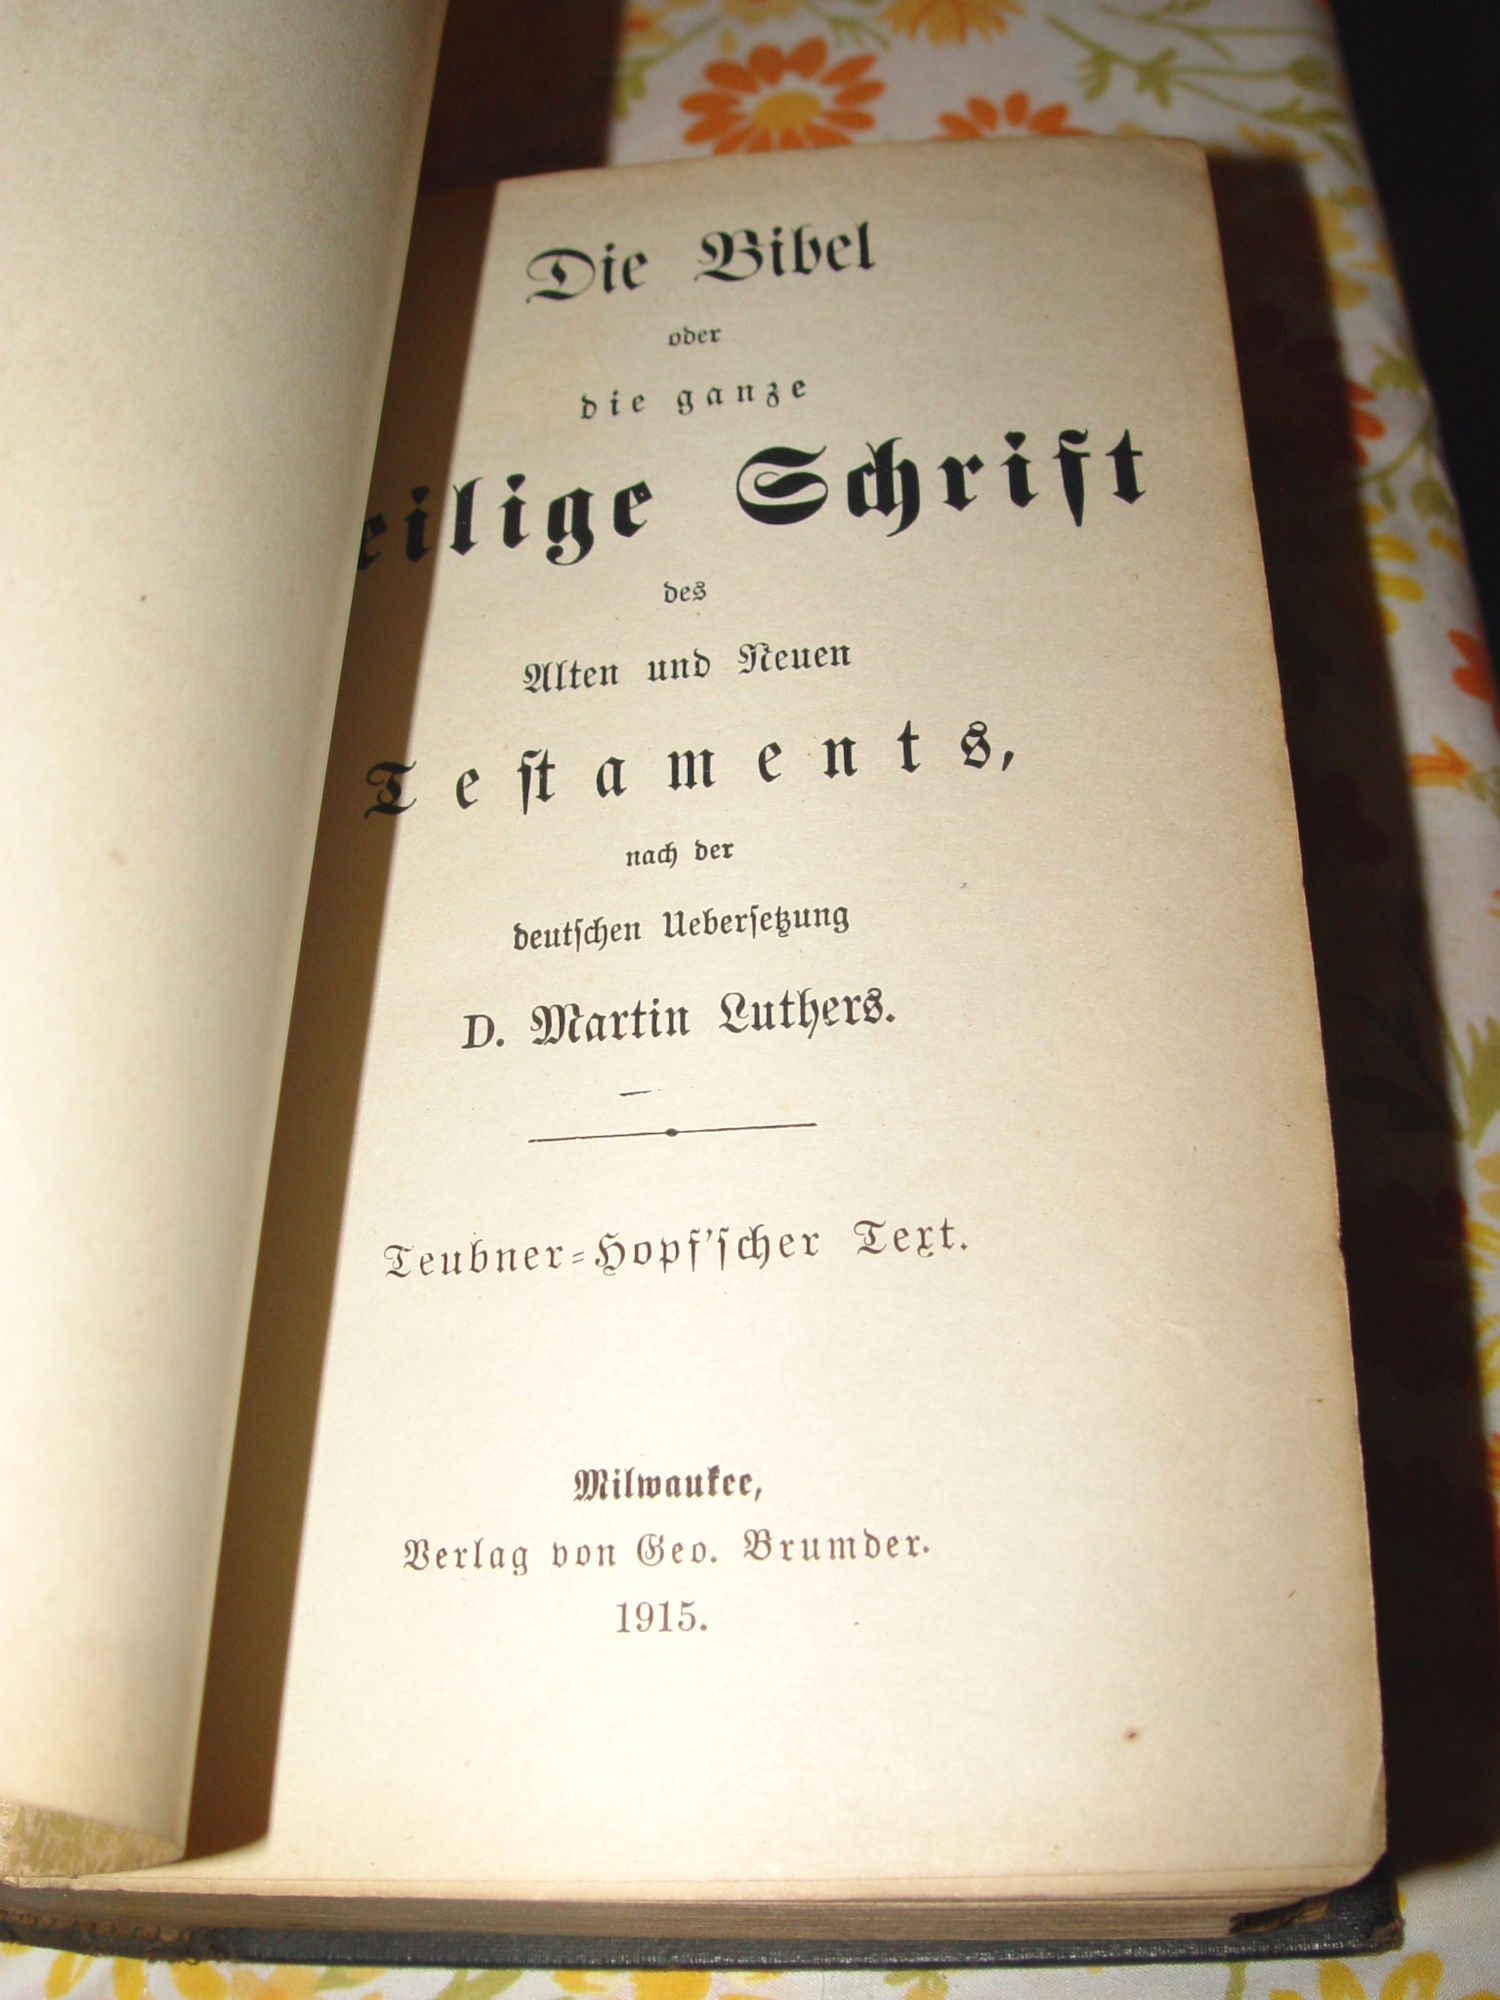 Die Bibel
oder
die ganze
eilige Schrift
des
Alten und Neuen
Testaments,
nach der
deutschen Uebersetzung
D. Martin Luthers.
Teubner-Hopf'scher Text.
Milwaukee,
Verlag von Geo. Brumder.
1915.